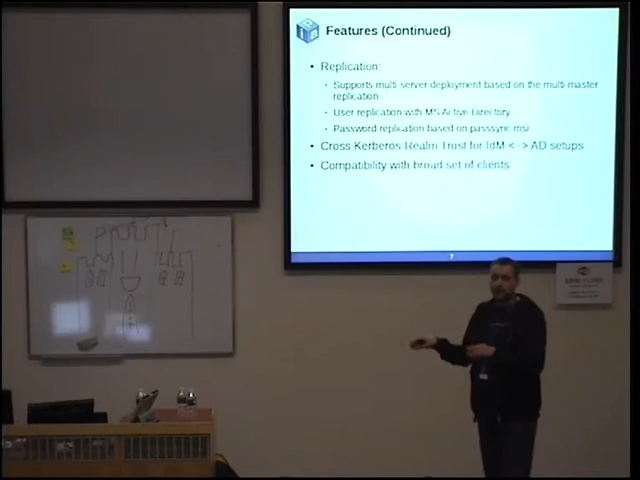 Features (Continued)
• Replication:
• Supports multi server deployment based on the multi-master
replication
• User replication with MS Active Directory
• Password replication based on passsync msi
• Cross Kerberos Realm Trust for IdM <-> AD setups
• Compatibility with broad set of clients
7